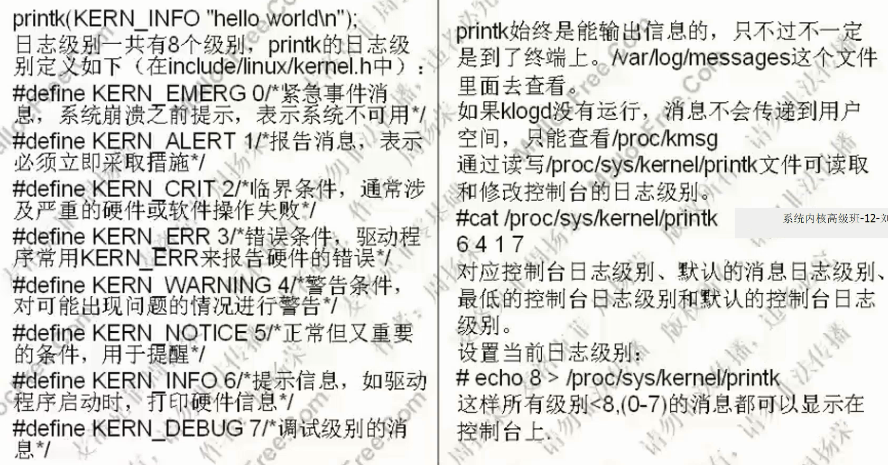 printk(KERN_INFO "hello world\n");
日志级别一共有8个级别，printk的日志级
别定义如下（在include/linux/kernel.h中）：
#define KERN_EMERG 0/*紧急事件消
息，系统崩溃之前提示，表示系统不可用*/
#define KERN_ALERT 1/*报告消息，表示
必须立即采取措施*/
#define KERN_CRIT 2/*临界条件，通常涉
及严重的硬件或软件操作失败*/
#define KERN_ERR 3/*错误条件，驱动程
序常用KERN_ERR来报告硬件的错误*/
#define KERN_WARNING 4/*警告条件，
对可能出现问题的情况进行警告*/
#define KERN_NOTICE 5/*正常但又重要
的条件，用于提醒*/
#define KERN_INFO 6/*提示信息，如驱动
程序启动时，打印硬件信息*/
#define KERN_DEBUG 7/*调试级别的消
息*/
printk始终是能输出信息的，只不过不一定
是到了终端上。/var/log/messages这个文件
里面去查看。
如果klogd没有运行，消息不会传递到用户
空间，只能查看/proc/kmsg
通过读写/proc/sys/kernel/printk文件可读取
和修改控制台的日志级别。
#cat /proc/sys/kernel/printk
6 4 1 7
对应控制台日志级别、默认的消息日志级别、
最低的控制台日志级别和默认的控制台日志
级别。
设置当前日志级别：
# echo 8 > /proc/sys/kernel/printk
这样所有级别<8,(0-7)的消息都可以显示在
控制台上.
系统内核高级班-12-